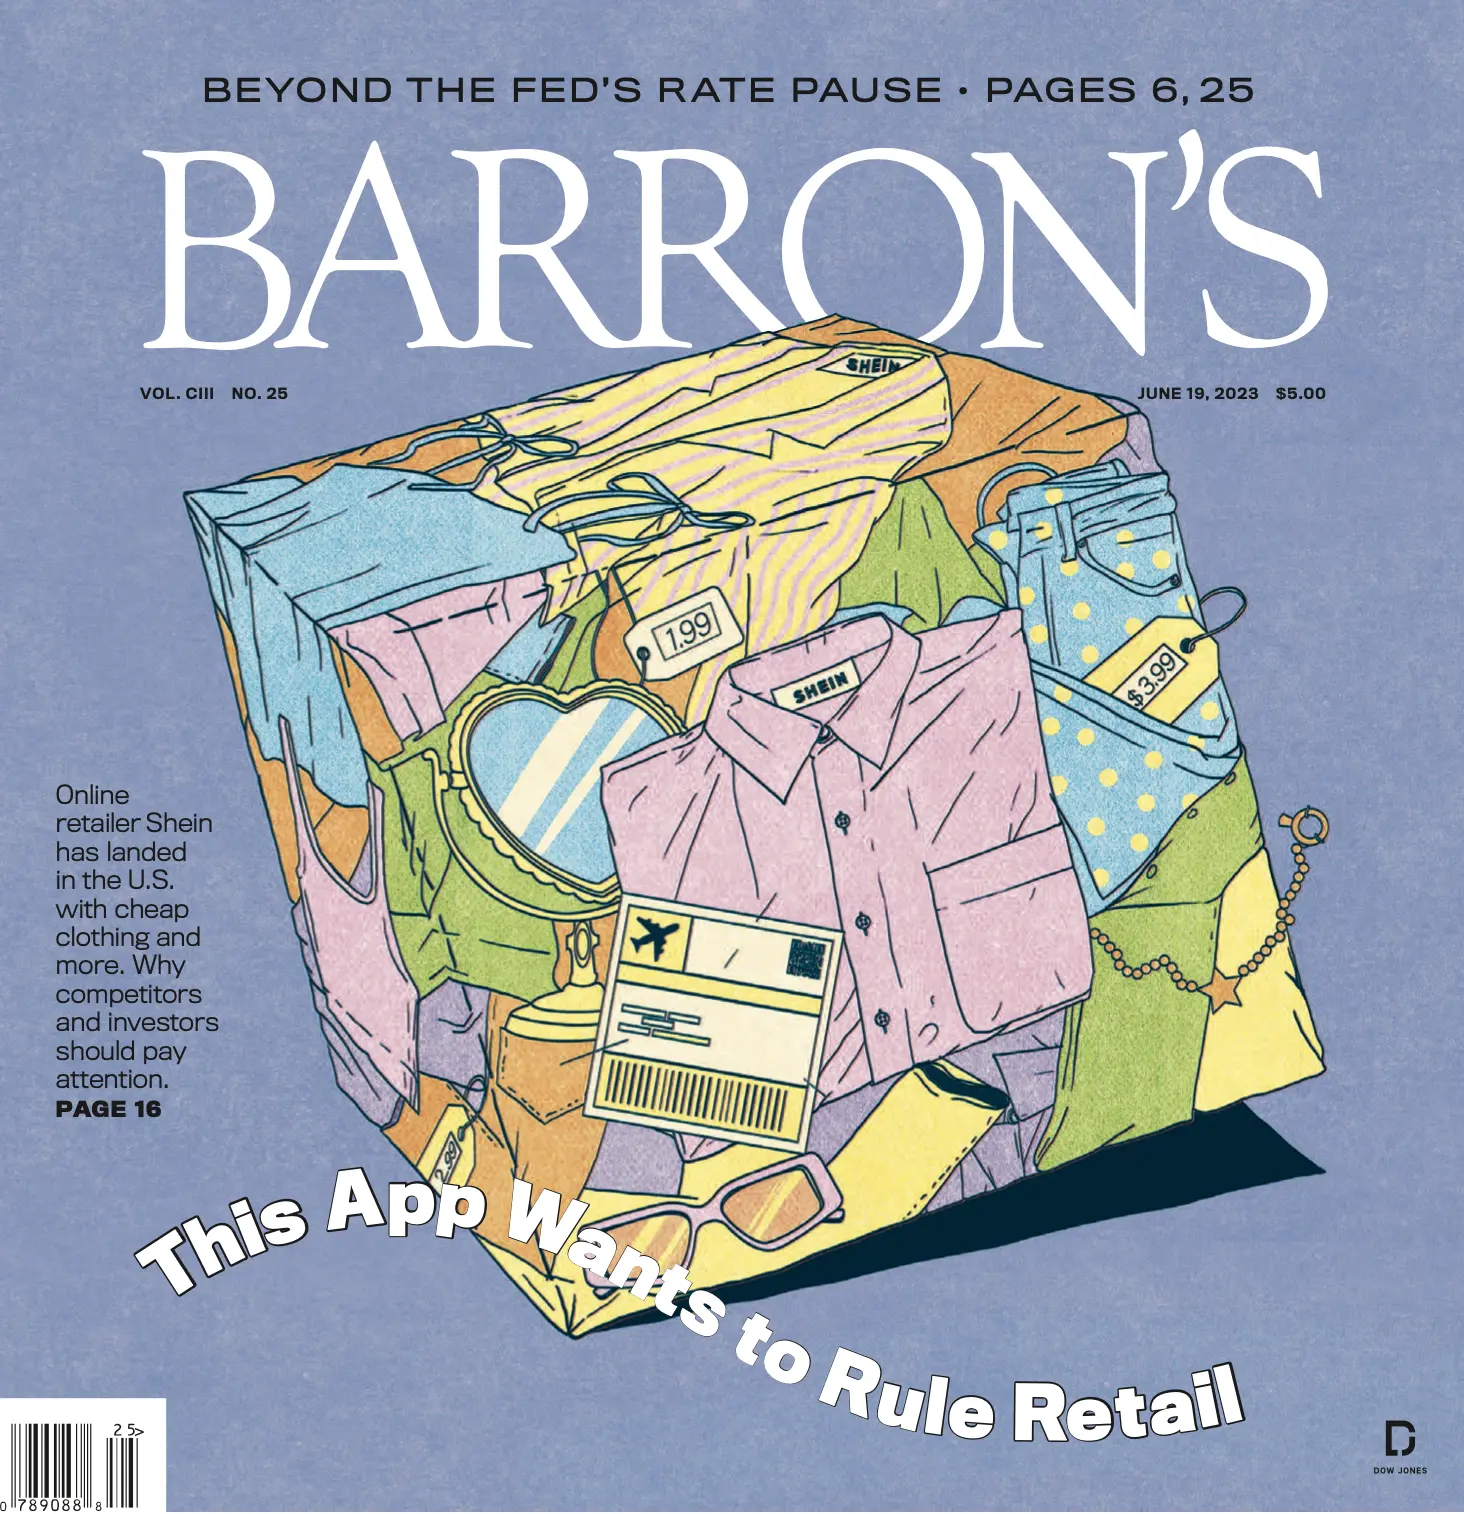 BEYOND THE FED'S RATE PAUSE • PAGES 6, 25
BARRON'S
VOL. CIII NO. 25
JUNE 19, 2023 $5.00
SHEIN
1.99
SHEIN
$3.99
Online
retailer Shein
has landed
in the U.S.
with cheap
clothing and
more. Why
competitors
and investors
should pay
attention.
PAGE 16
2.99
This App Wants to Rule Retail
25>
0 789088 8
DOW JONES